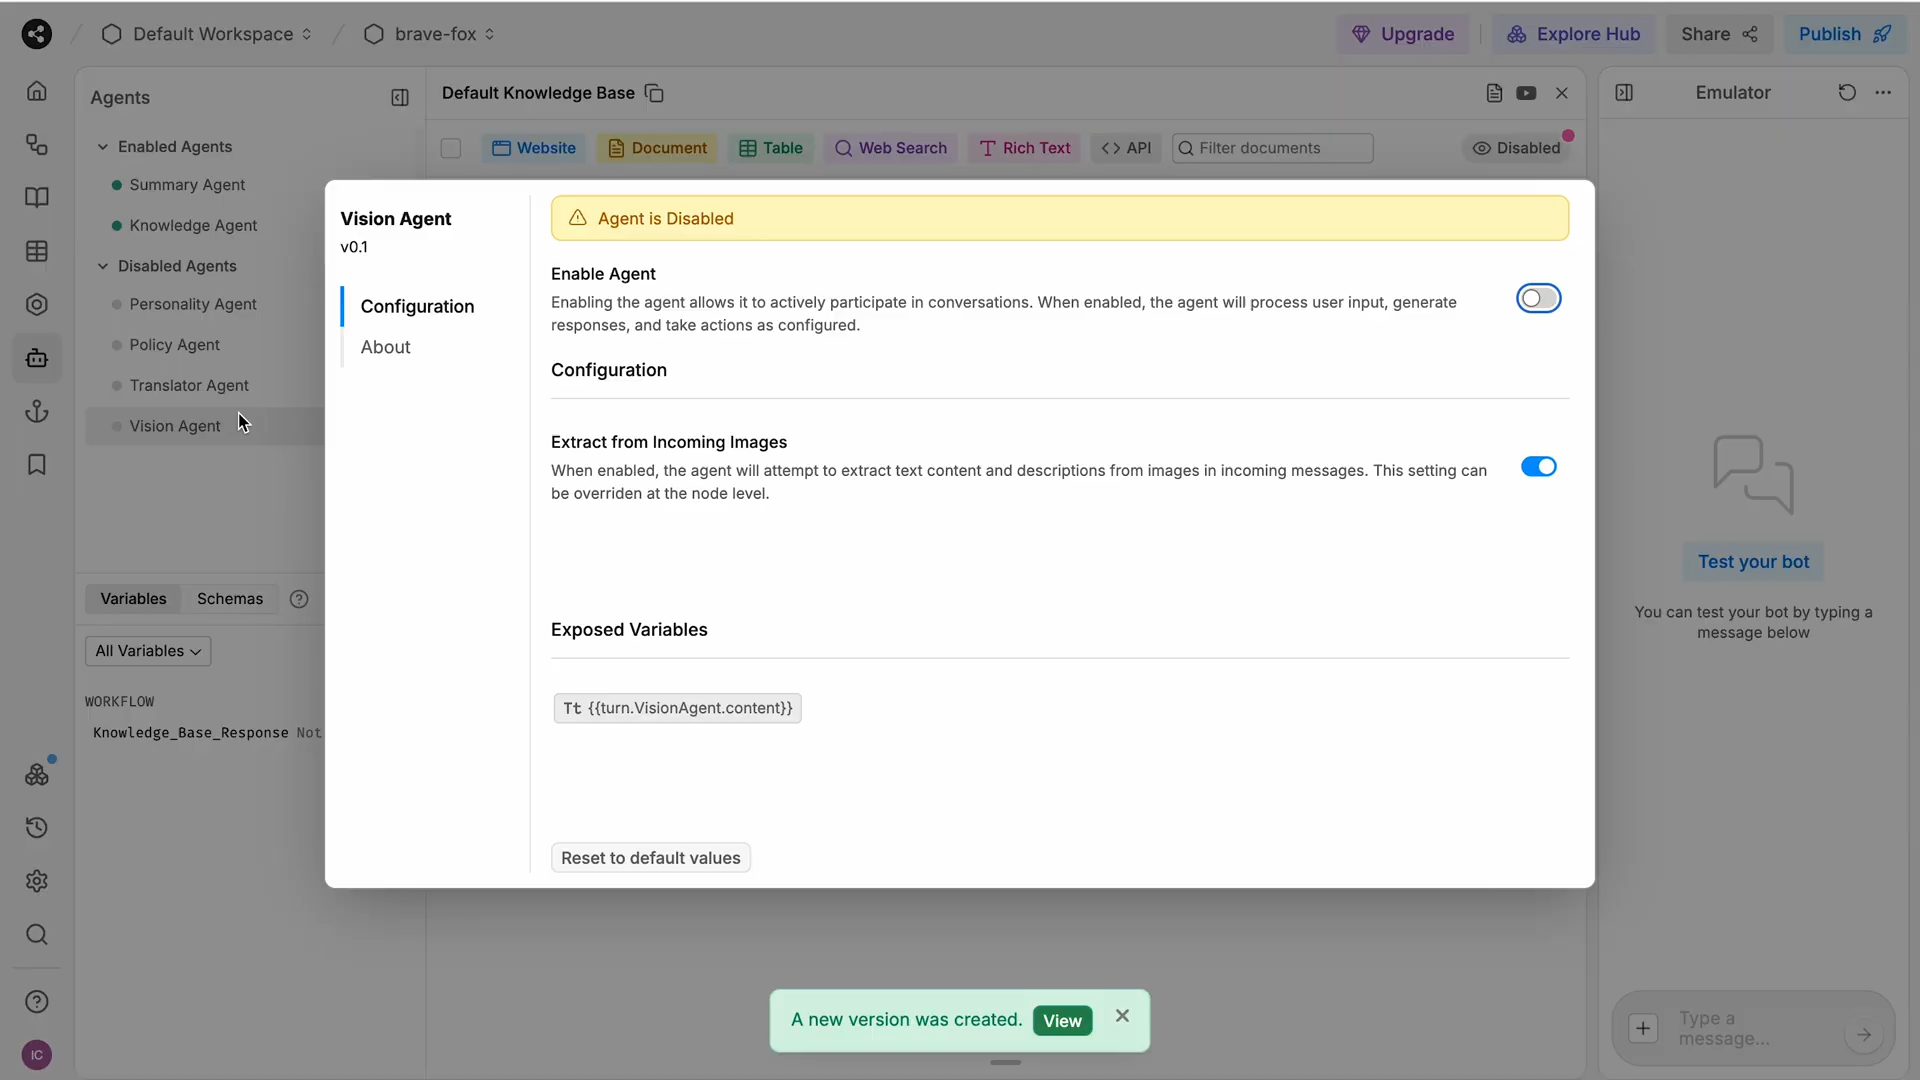 Default Workspace
brave-fox
Upgrade
Explore Hub
Share
Publish
Agents
Enabled Agents
Summary Agent
Knowledge Agent
Disabled Agents
Personality Agent
Policy Agent
Translator Agent
Vision Agent
Variables
Schemas
All Variables
WORKFLOW
Knowledge_Base_Response Not
IC
Default Knowledge Base
Website
Document
Table
Web Search
Rich Text
API
Filter documents
Disabled
Vision Agent
v0.1
Configuration
About
Agent is Disabled
Enable Agent
Enabling the agent allows it to actively participate in conversations. When enabled, the agent will process user input, generate
responses, and take actions as configured.
Configuration
Extract from Incoming Images
When enabled, the agent will attempt to extract text content and descriptions from images in incoming messages. This setting can
be overriden at the node level.
Exposed Variables
Tt {{turn.VisionAgent.content}}
Reset to default values
A new version was created.
View
Emulator
Test your bot
You can test your bot by typing a
message below
Type a
message...